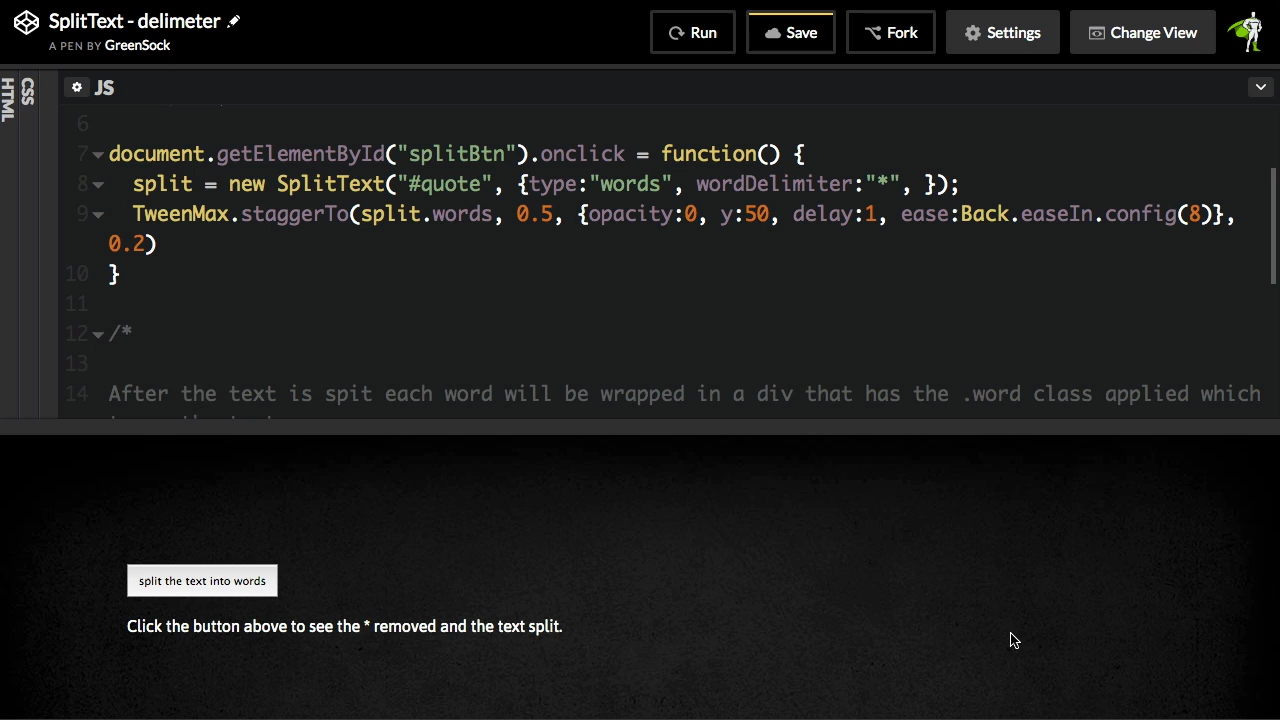 SplitText - delimeter
A PEN BY GreenSock
Run
Save
Fork
Settings
Change View
HTML
CSS
JS
6
7 document.getElementById("splitBtn").onclick = function() {
8 split = new SplitText("#quote", {type:"words", wordDelimiter:"*", });
9 TweenMax.staggerTo(split.words, 0.5, {opacity:0, y:50, delay:1, ease:Back.easeIn.config(8)},
0.2)
10 }
11
12 /*
13
14 After the text is spit each word will be wrapped in a div that has the .word class applied which
split the text into words
Click the button above to see the * removed and the text split.